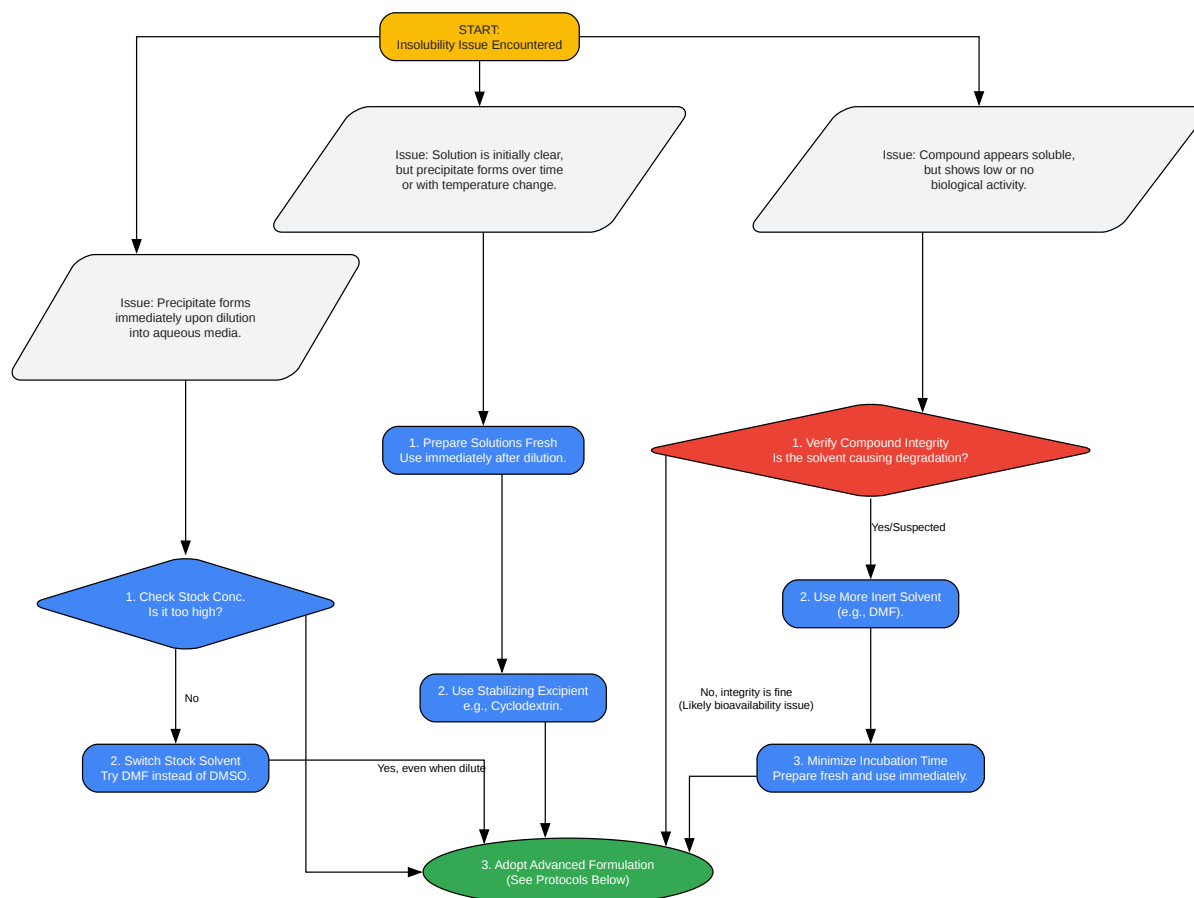 START:
Insolubility Issue Encountered
Issue: Solution is initially clear,
but precipitate forms over time
or with temperature change.
Issue: Compound appears soluble,
but shows low or no
biological activity.
Issue: Precipitate forms
immediately upon dilution
into aqueous media.
1. Prepare Solutions Fresh
Use immediately after dilution.
1. Verify Compound Integrity
Is the solvent causing degradation?
Yes/Suspected
1. Check Stock Conc.
Is it too high?
2. Use More Inert Solvent
(e.g., DMF).
No
2. Use Stabilizing Excipient
e.g., Cyclodextrin.
No, integrity is fine
(Likely bioavailability issue)
2. Switch Stock Solvent
Try DMF instead of DMSO.
Yes, even when dilute
3. Minimize Incubation Time
Prepare fresh and use immediately.
3. Adopt Advanced Formulation
(See Protocols Below)